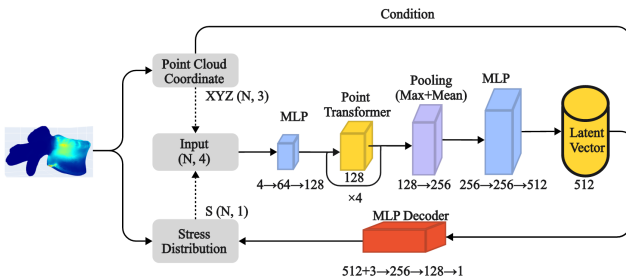 Condition
Point Cloud
Coordinate
XYZ (N, 3)
Input
(N, 4)
S (N, 1)
Stress
Distribution
MLP
4→64→128
Point
Transformer
128
×4
Pooling
(Max+Mean)
128→256
MLP
256→256→512
Latent
Vector
512
MLP Decoder
512+3→256→128→1